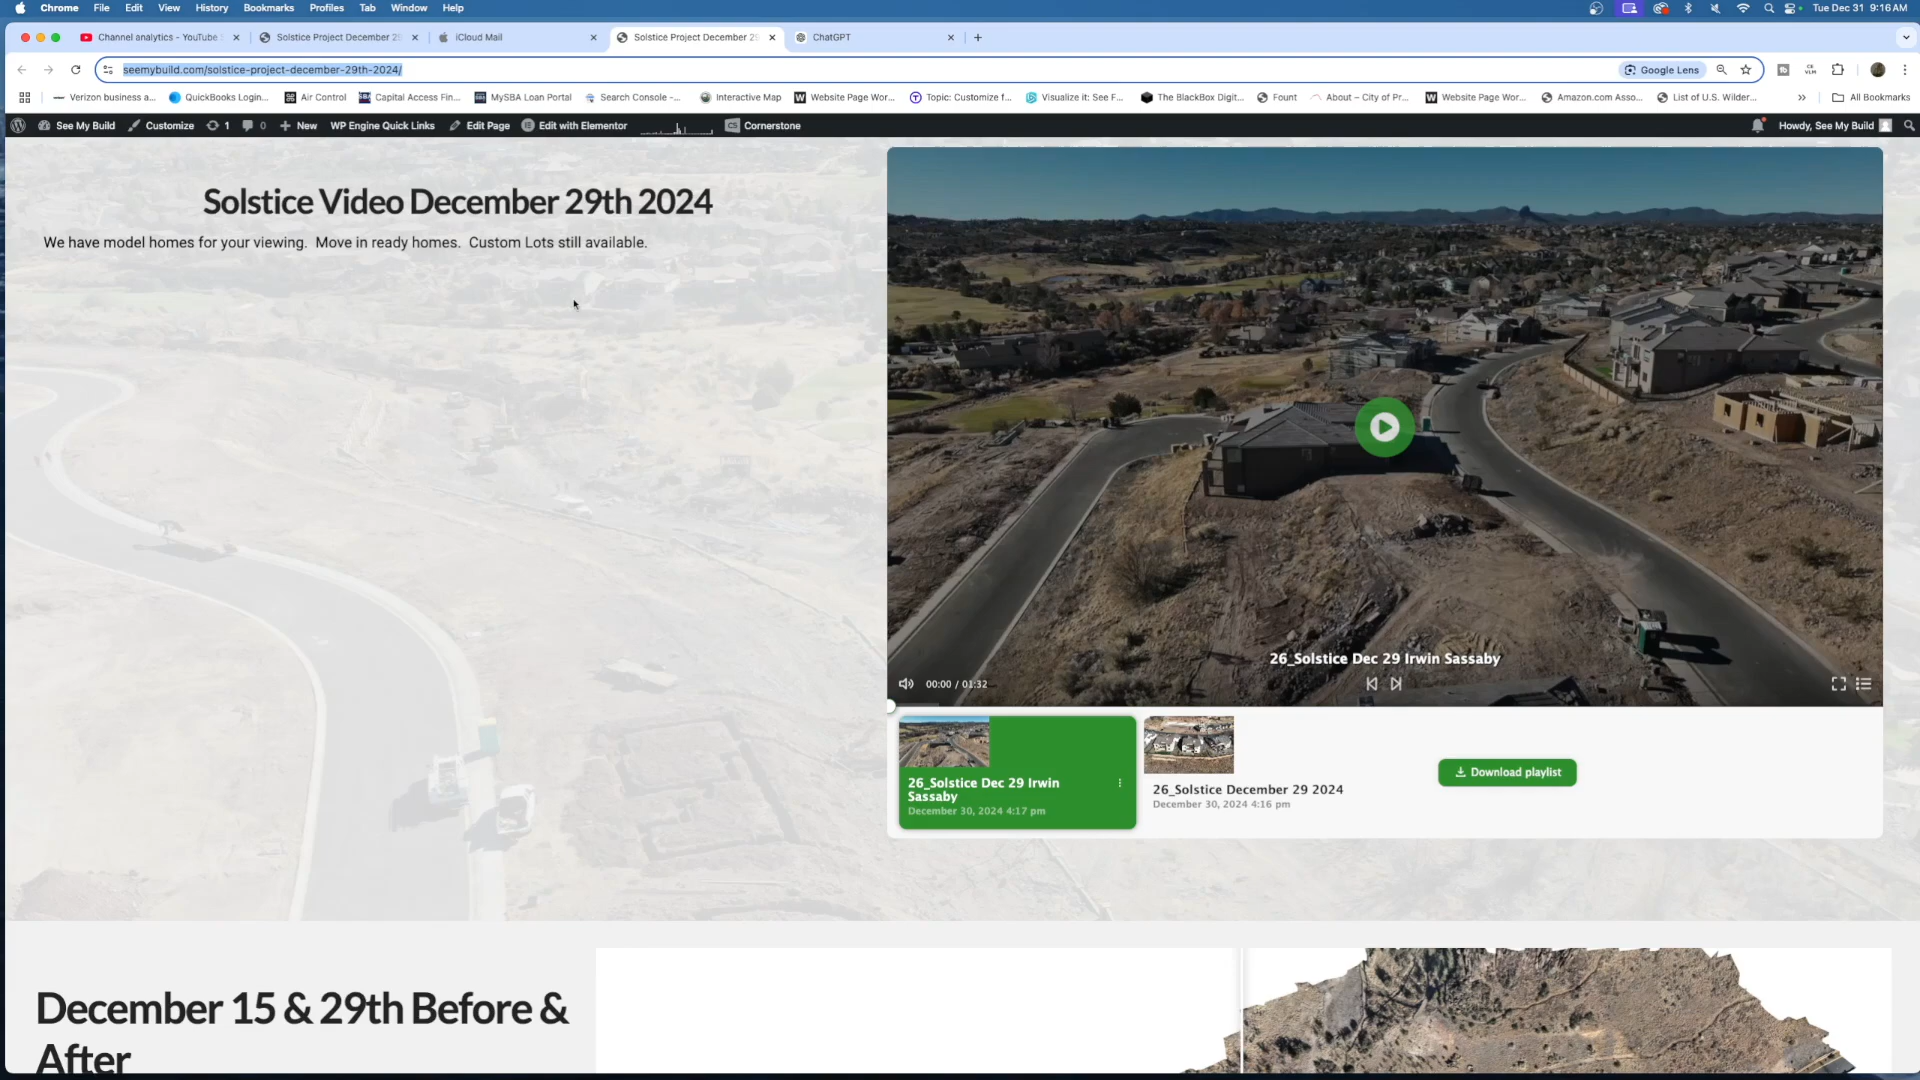 Chrome File Edit View History Bookmarks Profiles Tab Window Help Tue Dec 31 9:16 AM
Channel analytics - YouTube Solstice Project December 29 iCloud Mail Solstice Project December 29 ChatGPT
seemybuild.com/solstice-project-december-29th-2024/ Google Lens
Verizon business a... QuickBooks Login... Air Control Capital Access Fin... MySBA Loan Portal Search Console -... Interactive Map Website Page Wor... Topic: Customize f... Visualize it: See F... The BlackBox Digit... Fount About – City of Pr... Website Page Wor... Amazon.com Asso... List of U.S. Wilder... All Bookmarks
See My Build Customize 1 0 New WP Engine Quick Links Edit Page Edit with Elementor CS Cornerstone Howdy, See My Build
Solstice Video December 29th 2024
We have model homes for your viewing. Move in ready homes. Custom Lots still available.
26_Solstice Dec 29 Irwin Sassaby
00:00 / 01:32
26_Solstice Dec 29 Irwin
Sassaby
December 30, 2024 4:17 pm
26_Solstice December 29 2024
December 30, 2024 4:16 pm
Download playlist
December 15 & 29th Before &
After